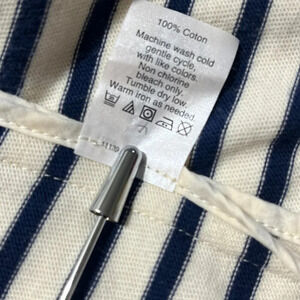 100% Coton
Machine wash cold
gentle cycle,
with like colors.
Non chlorine
bleach only.
Tumble dry low.
Warm iron as needed.